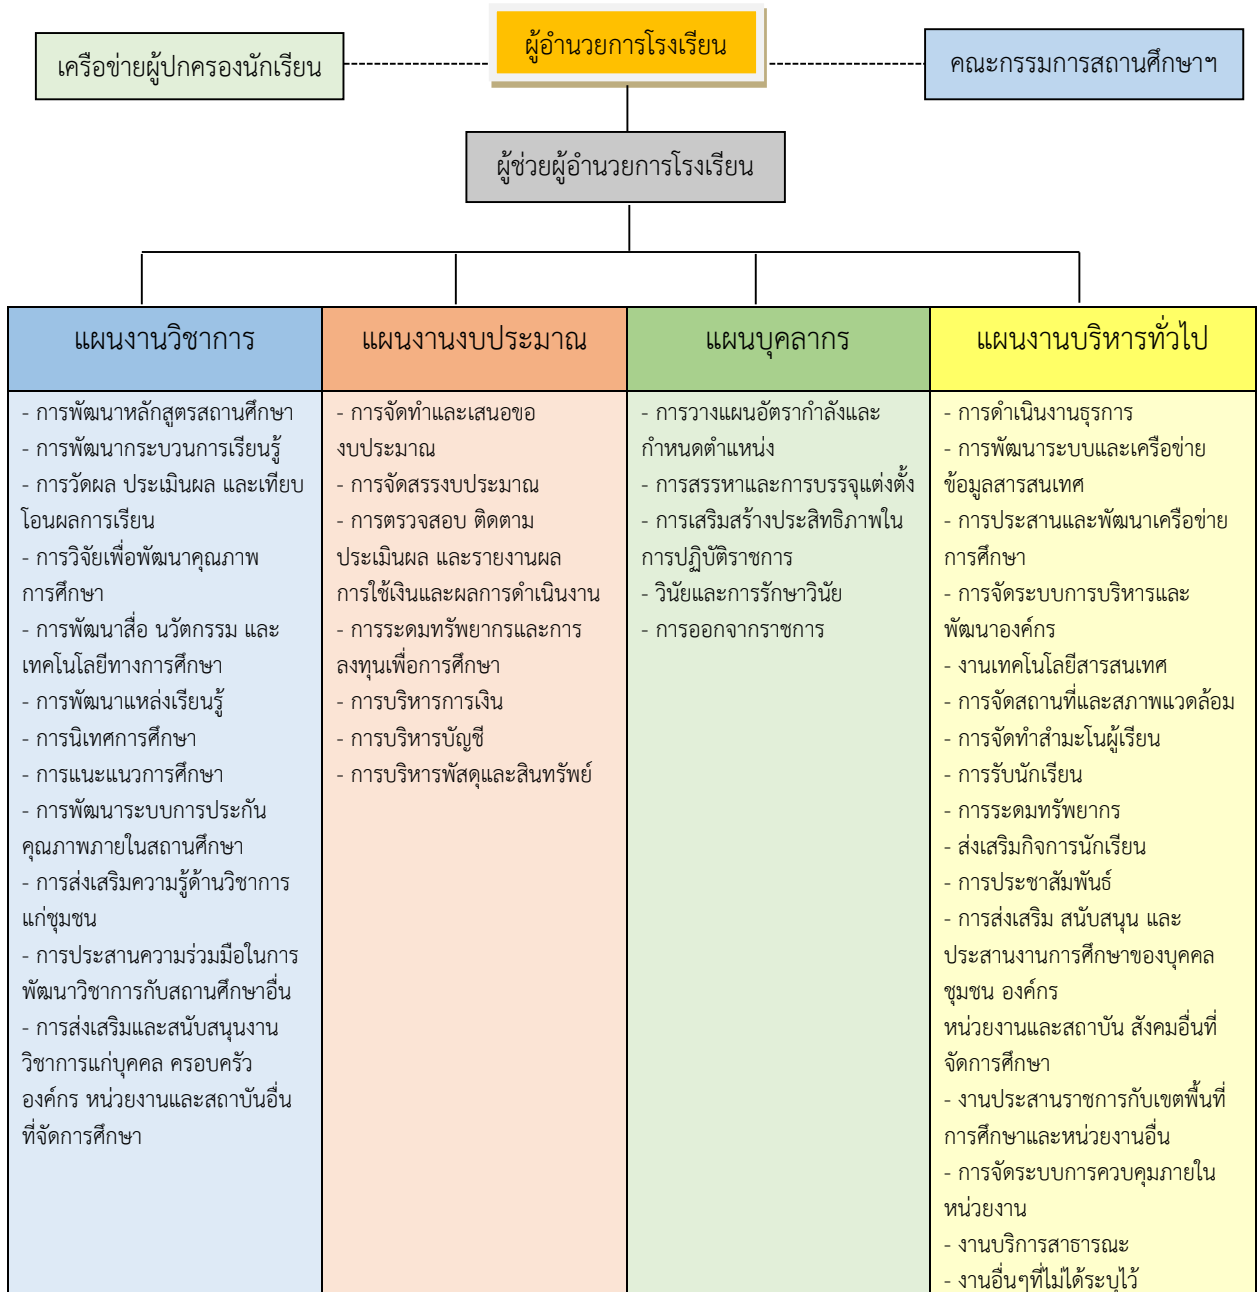 ผู้อำนวยการโรงเรียน
เครือข่ายผู้ปกครองนักเรียน
คณะกรรมการสถานศึกษาฯ
ผู้ช่วยผู้อำนวยการโรงเรียน
แผนงานวิชาการ
- การพัฒนาหลักสูตรสถานศึกษา
- การพัฒนากระบวนการเรียนรู้
- การวัดผล ประเมินผล และเทียบ
โอนผลการเรียน
- การวิจัยเพื่อพัฒนาคุณภาพ
การศึกษา
- การพัฒนาสื่อ นวัตกรรม และ
เทคโนโลยีทางการศึกษา
- การพัฒนาแหล่งเรียนรู้
- การนิเทศการศึกษา
- การแนะแนวการศึกษา
- การพัฒนาระบบการประกัน
คุณภาพภายในสถานศึกษา
- การส่งเสริมความรู้ด้านวิชาการ
แก่ชุมชน
- การประสานความร่วมมือในการ
พัฒนาวิชาการกับสถานศึกษาอื่น
- การส่งเสริมและสนับสนุนงาน
วิชาการแก่บุคคล ครอบครัว
องค์กร หน่วยงานและสถาบันอื่น
ที่จัดการศึกษา
แผนงานงบประมาณ
- การจัดทำและเสนอขอ
งบประมาณ
- การจัดสรรงบประมาณ
- การตรวจสอบ ติดตาม
ประเมินผล และรายงานผล
การใช้เงินและผลการดำเนินงาน
- การระดมทรัพยากรและการ
ลงทุนเพื่อการศึกษา
- การบริหารการเงิน
- การบริหารบัญชี
- การบริหารพัสดุและสินทรัพย์
แผนบุคลากร
- การวางแผนอัตรากำลังและ
กำหนดตำแหน่ง
- การสรรหาและการบรรจุแต่งตั้ง
- การเสริมสร้างประสิทธิภาพใน
การปฏิบัติราชการ
- วินัยและการรักษาวินัย
- การออกจากราชการ
แผนงานบริหารทั่วไป
- การดำเนินงานธุรการ
- การพัฒนาระบบและเครือข่าย
ข้อมูลสารสนเทศ
- การประสานและพัฒนาเครือข่าย
การศึกษา
- การจัดระบบการบริหารและ
พัฒนาองค์กร
- งานเทคโนโลยีสารสนเทศ
- การจัดสถานที่และสภาพแวดล้อม
- การจัดทำสำมะโนผู้เรียน
- การรับนักเรียน
- การระดมทรัพยากร
- ส่งเสริมกิจการนักเรียน
- การประชาสัมพันธ์
- การส่งเสริม สนับสนุน และ
ประสานงานการศึกษาของบุคคล
ชุมชน องค์กร
หน่วยงานและสถาบัน สังคมอื่นที่
จัดการศึกษา
- งานประสานราชการกับเขตพื้นที่
การศึกษาและหน่วยงานอื่น
- การจัดระบบการควบคุมภายใน
หน่วยงาน
- งานบริการสาธารณะ
- งานอื่นๆที่ไม่ได้ระบุไว้